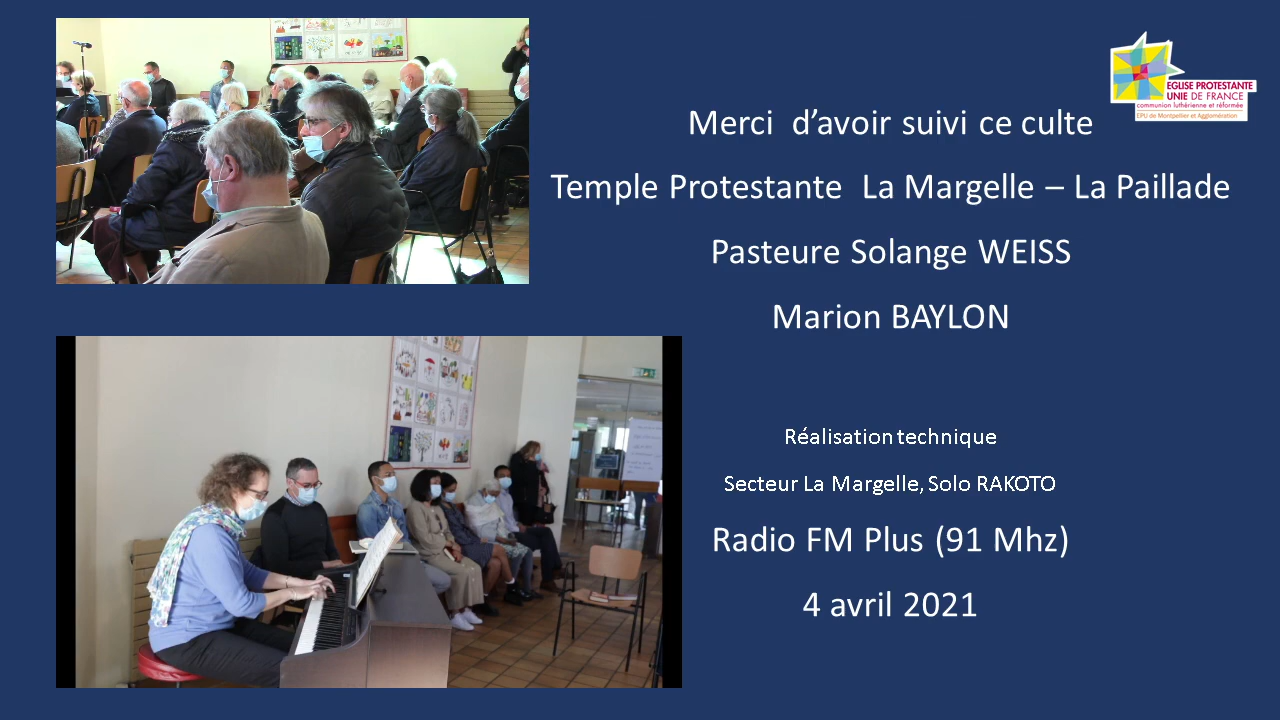 EGLISE PROTESTANTE
UNIE DE FRANCE
communion luthérienne et réformée
EPU de Montpellier et Agglomération
Merci d’avoir suivi ce culte
Temple Protestante La Margelle – La Paillade
Pasteure Solange WEISS
Marion BAYLON
Réalisation technique
Secteur La Margelle, Solo RAKOTO
Radio FM Plus (91 Mhz)
4 avril 2021